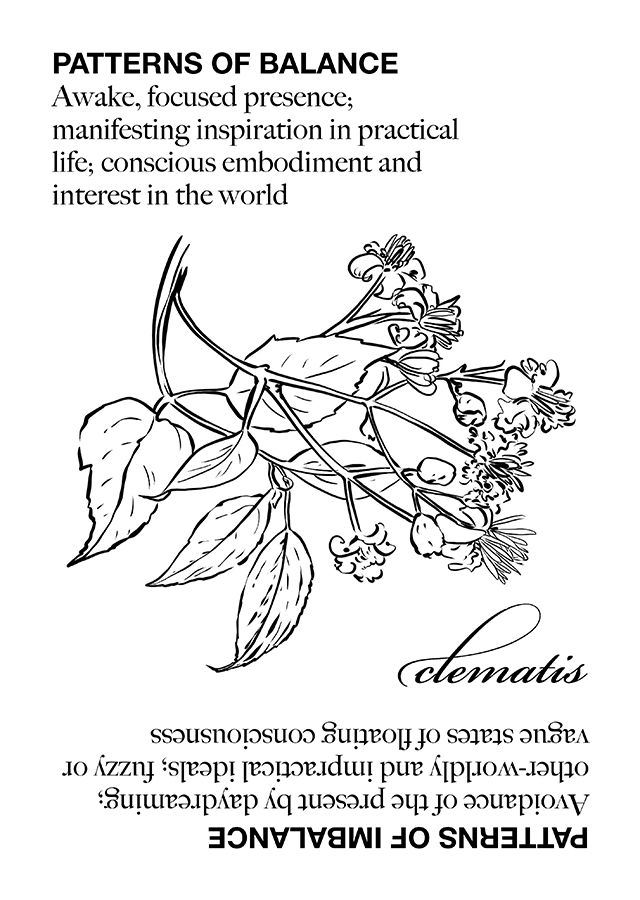 PATTERNS OF BALANCE
Awake, focused presence;
manifesting inspiration in practical
life; conscious embodiment and
interest in the world
clematis
PATTERNS OF IMBALANCE
Avoidance of the present by daydreaming;
other-worldly and impractical ideals; fuzzy or
vague states of floating consciousness